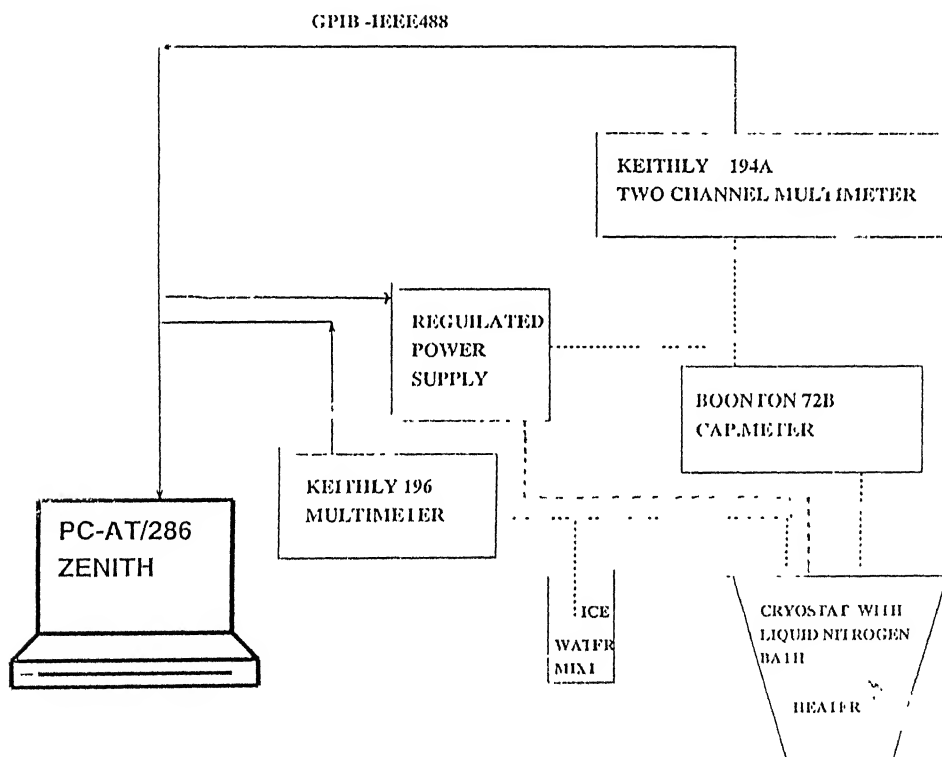 GPIB -IEEE488
KEITHLY 194A
TWO CHANNEL MULTIMETER
REGUILATED
POWER
SUPPLY
BOONTON 72B
CAP.METER
KEITHLY 196
MULTIMETER
PC-AT/286
ZENITH
ICE
WATER
MIXT
CRYOSTAT WITH
LIQUID NITROGEN
BATH
HEATER